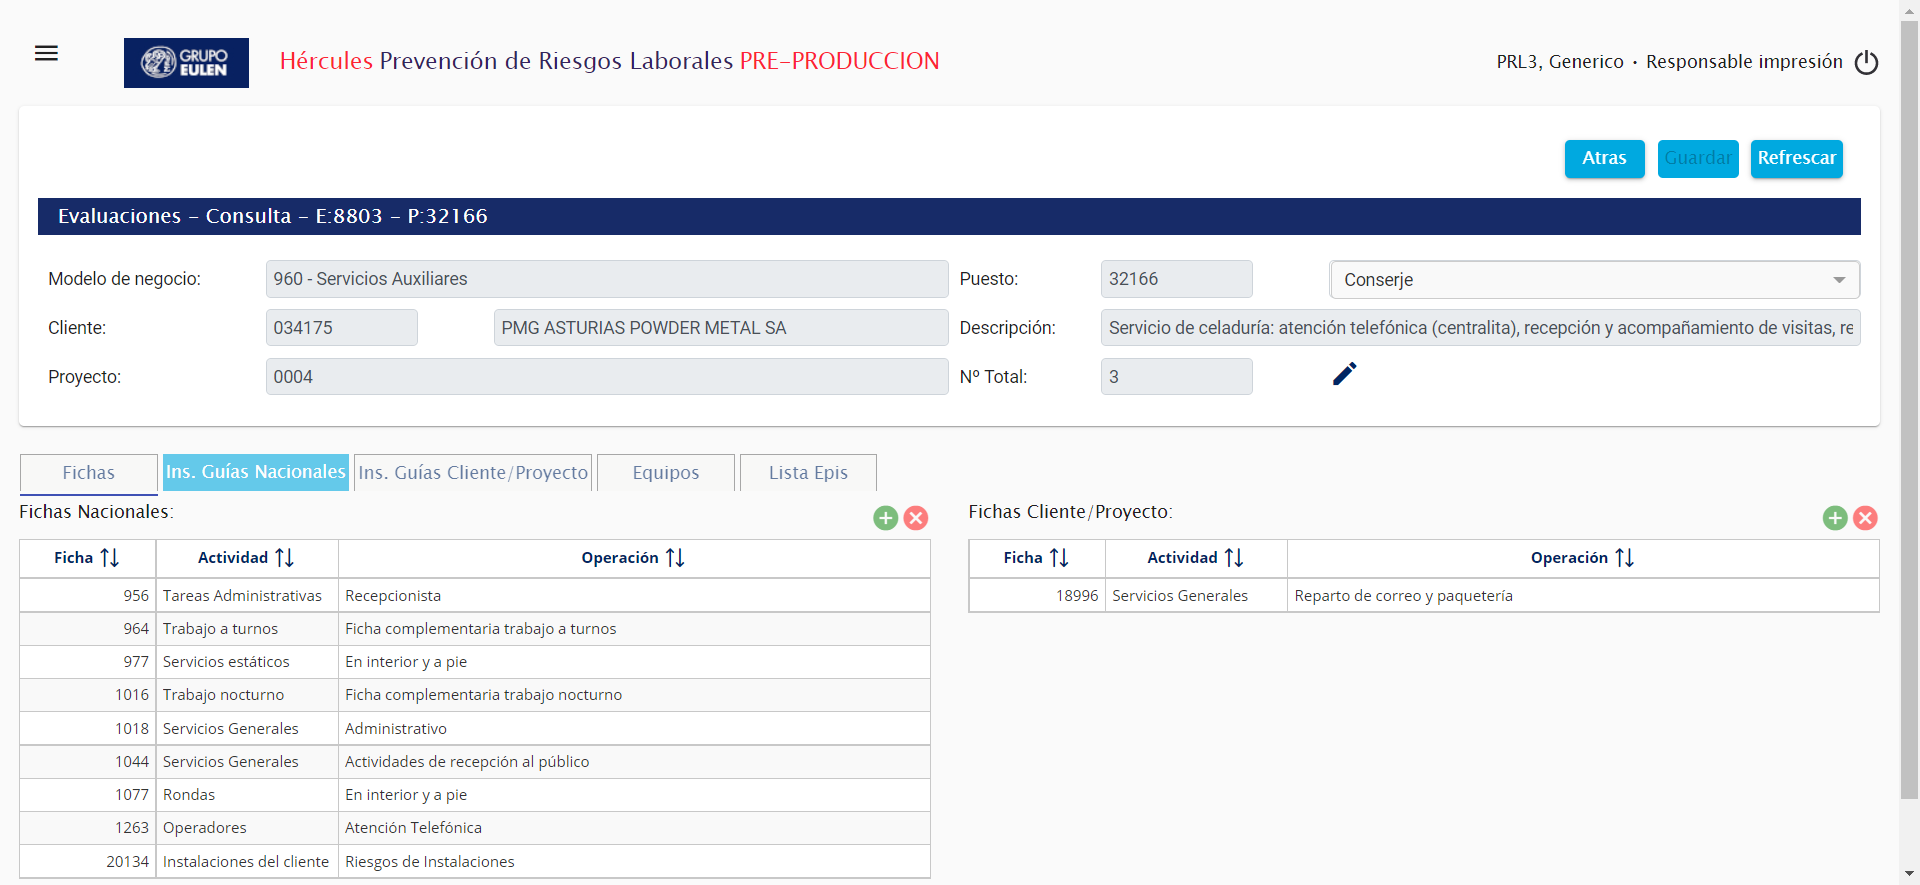 GRUPO
EULEN
Hércules Prevención de Riesgos Laborales PRE-PRODUCCION
PRL3, Generico · Responsable impresión
Atras
Guardar
Refrescar
Evaluaciones - Consulta - E:8803 - P:32166
Modelo de negocio: 960 - Servicios Auxiliares Puesto: 32166 Conserje
Cliente: 034175 PMG ASTURIAS POWDER METAL SA Descripción: Servicio de celaduría: atención telefónica (centralita), recepción y acompañamiento de visitas, re
Proyecto: 0004 Nº Total: 3
Fichas Ins. Guías Nacionales Ins. Guías Cliente/Proyecto Equipos Lista Epis
Fichas Nacionales:
Ficha Actividad Operación
956 Tareas Administrativas Recepcionista
964 Trabajo a turnos Ficha complementaria trabajo a turnos
977 Servicios estáticos En interior y a pie
1016 Trabajo nocturno Ficha complementaria trabajo nocturno
1018 Servicios Generales Administrativo
1044 Servicios Generales Actividades de recepción al público
1077 Rondas En interior y a pie
1263 Operadores Atención Telefónica
20134 Instalaciones del cliente Riesgos de Instalaciones
Fichas Cliente/Proyecto:
Ficha Actividad Operación
18996 Servicios Generales Reparto de correo y paquetería